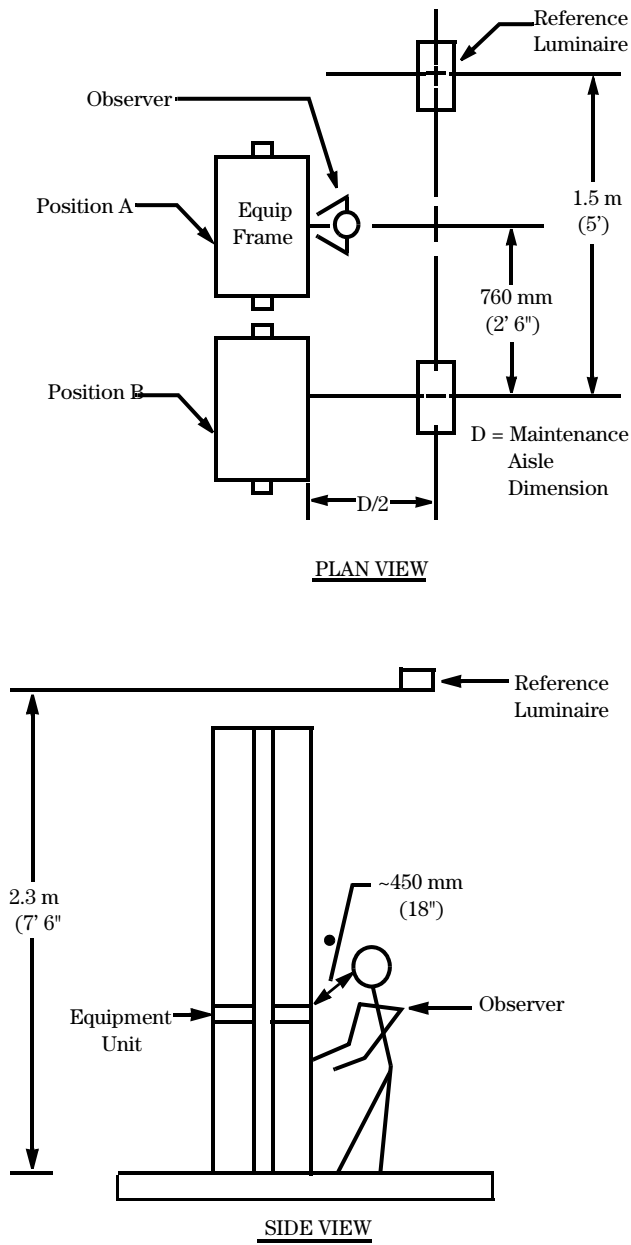 Reference
Luminaire
Observer
Position A
Equip
Frame
1.5 m
(5')
760 mm
(2' 6")
Position B
D = Maintenance
Aisle
Dimension
D/2
PLAN VIEW
Reference
Luminaire
2.3 m
(7' 6"
~450 mm
(18")
Equipment
Unit
Observer
SIDE VIEW